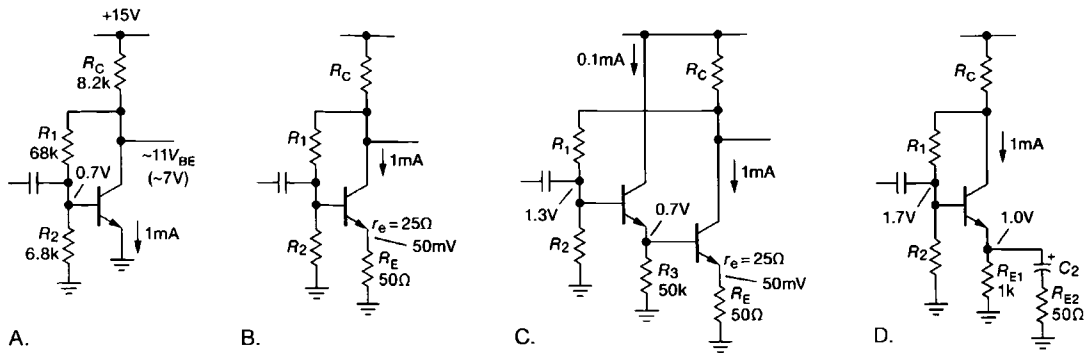 +15V
R_C
8.2k
R_1
68k
0.7V
~11V_BE
(~7V)
R_2
6.8k
1mA
A.
R_C
R_1
1mA
R_2
r_e = 25Ω
50mV
R_E
50Ω
B.
0.1mA
R_C
R_1
1mA
1.3V
0.7V
R_2
r_e = 25Ω
R_3
50k
50mV
R_E
50Ω
C.
R_C
R_1
1mA
1.7V
1.0V
R_2
R_E1
1k
+
C_2
R_E2
50Ω
D.